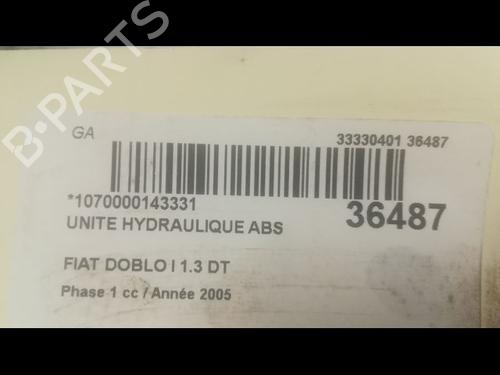 B-PARTS
GA
33330401 36487
*1070000143331
36487
UNITE HYDRAULIQUE ABS
FIAT DOBLO I 1.3 DT
Phase 1 cc / Année 2005